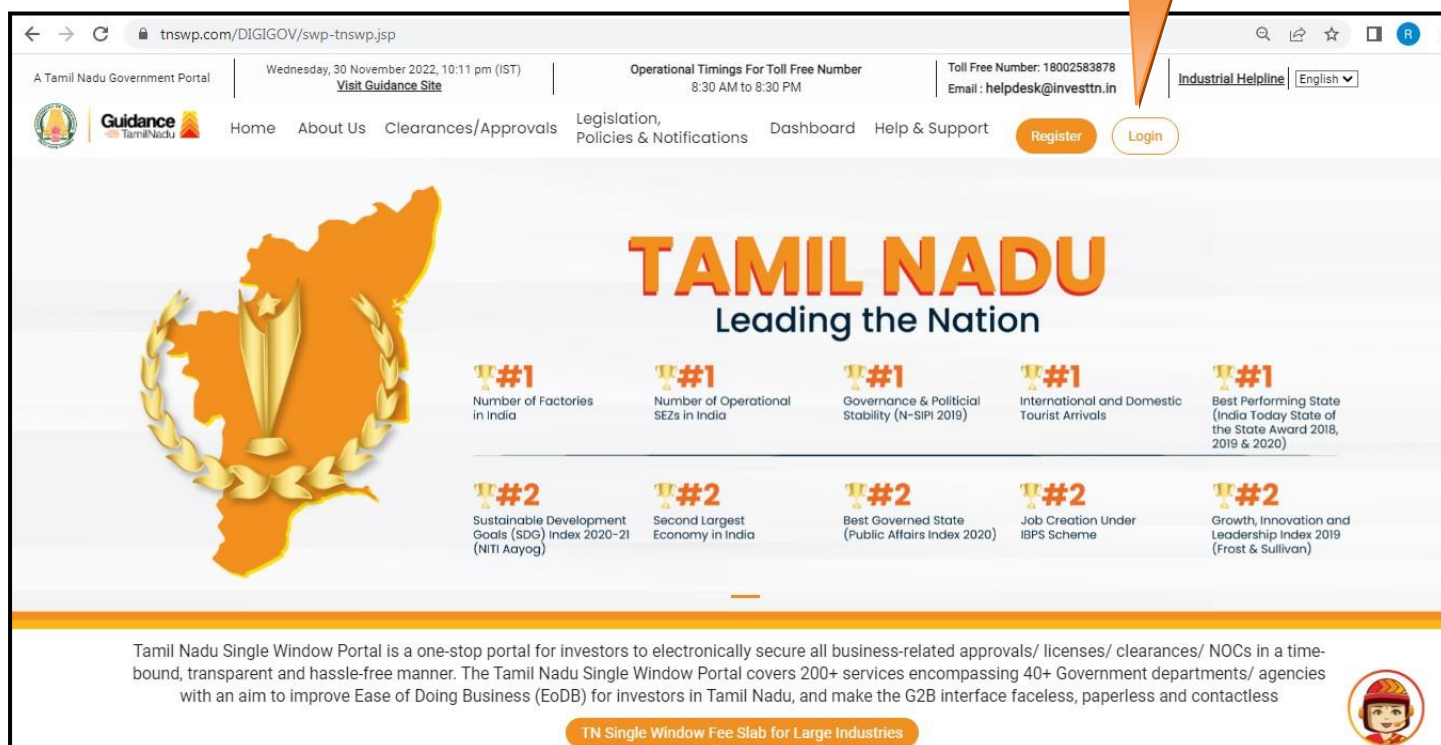 tnswp.com/DIGIGOV/swp-tnswp.jsp
R
A Tamil Nadu Government Portal
Wednesday, 30 November 2022, 10:11 pm (IST)
Visit Guidance Site
Operational Timings For Toll Free Number
8:30 AM to 8:30 PM
Toll Free Number: 18002583878
Email : helpdesk@investtn.in
Industrial Helpline
English
Guidance
TamilNadu
Home
About Us
Clearances/Approvals
Legislation,
Policies & Notifications
Dashboard
Help & Support
Register
Login
TAMIL NADU
Leading the Nation
#1
Number of Factories
in India
#1
Number of Operational
SEZs in India
#1
Governance & Politicial
Stability (N-SIPI 2019)
#1
International and Domestic
Tourist Arrivals
#1
Best Performing State
(India Today State of
the State Award 2018,
2019 & 2020)
#2
Sustainable Development
Goals (SDG) Index 2020-21
(NITI Aayog)
#2
Second Largest
Economy in India
#2
Best Governed State
(Public Affairs Index 2020)
#2
Job Creation Under
IBPS Scheme
#2
Growth, Innovation and
Leadership Index 2019
(Frost & Sullivan)
Tamil Nadu Single Window Portal is a one-stop portal for investors to electronically secure all business-related approvals/ licenses/ clearances/ NOCs in a time-
bound, transparent and hassle-free manner. The Tamil Nadu Single Window Portal covers 200+ services encompassing 40+ Government departments/ agencies
with an aim to improve Ease of Doing Business (EoDB) for investors in Tamil Nadu, and make the G2B interface faceless, paperless and contactless
TN Single Window Fee Slab for Large Industries